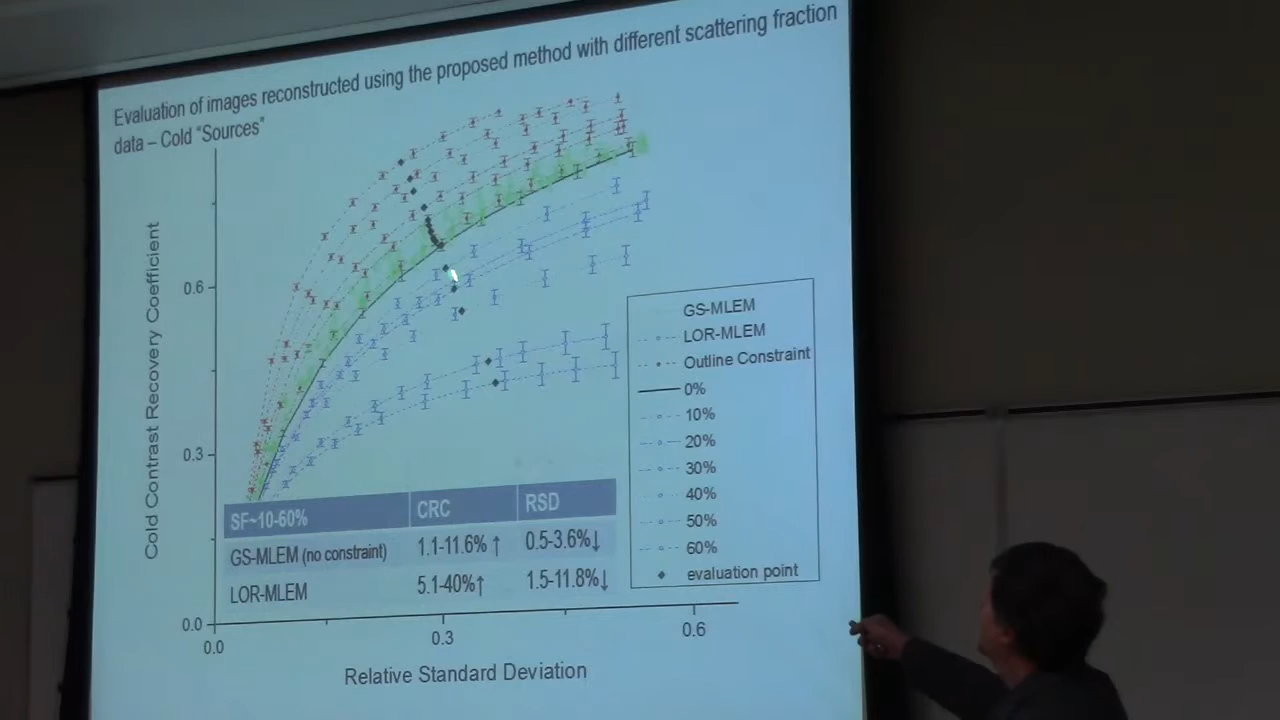 Evaluation of images reconstructed using the proposed method with different scattering fraction
data – Cold “Sources”
Cold Contrast Recovery Coefficient
0.6
0.3
0.0
0.0
0.3
0.6
Relative Standard Deviation
GS-MLEM
LOR-MLEM
Outline Constraint
0%
10%
20%
30%
40%
50%
60%
evaluation point
SF~10-60% CRC RSD
GS-MLEM (no constraint) 1.1-11.6%↑ 0.5-3.6%↓
LOR-MLEM 5.1-40%↑ 1.5-11.8%↓